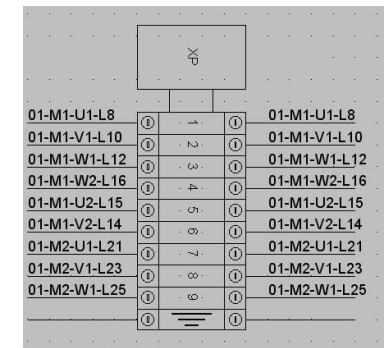 XP
01-M1-U1-L8 1 01-M1-U1-L8
01-M1-V1-L10 2 01-M1-V1-L10
01-M1-W1-L12 3 01-M1-W1-L12
01-M1-W2-L16 4 01-M1-W2-L16
01-M1-U2-L15 5 01-M1-U2-L15
01-M1-V2-L14 6 01-M1-V2-L14
01-M2-U1-L21 7 01-M2-U1-L21
01-M2-V1-L23 8 01-M2-V1-L23
01-M2-W1-L25 9 01-M2-W1-L25